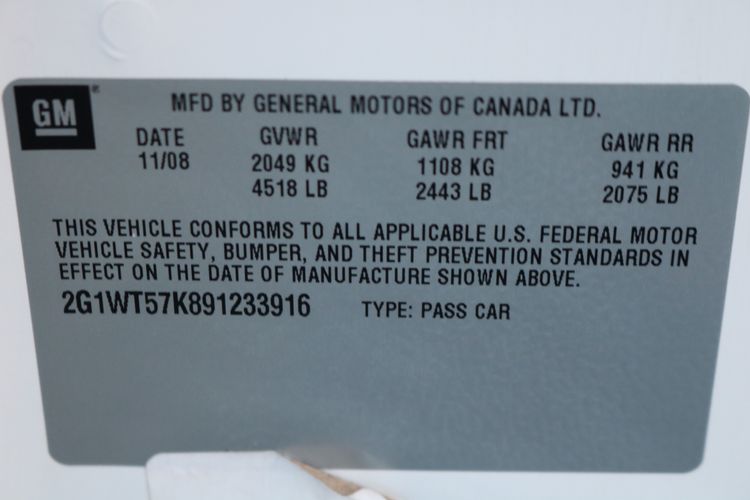 GM
MFD BY GENERAL MOTORS OF CANADA LTD.
DATE GVWR GAWR FRT GAWR RR
11/08 2049 KG 1108 KG 941 KG
4518 LB 2443 LB 2075 LB
THIS VEHICLE CONFORMS TO ALL APPLICABLE U.S. FEDERAL MOTOR
VEHICLE SAFETY, BUMPER, AND THEFT PREVENTION STANDARDS IN
EFFECT ON THE DATE OF MANUFACTURE SHOWN ABOVE.
2G1WT57K891233916 TYPE: PASS CAR